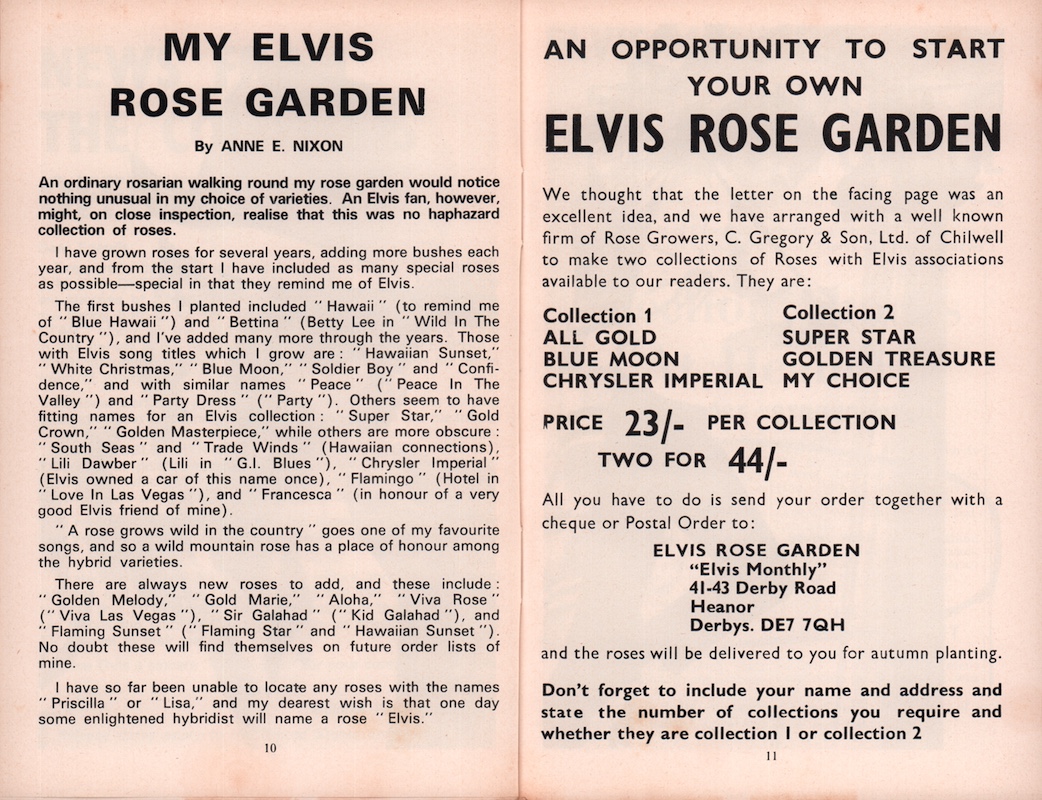 MY ELVIS
ROSE GARDEN
By ANNE E. NIXON
An ordinary rosarian walking round my rose garden would notice
nothing unusual in my choice of varieties. An Elvis fan, however,
might, on close inspection, realise that this was no haphazard
collection of roses.
I have grown roses for several years, adding more bushes each
year, and from the start I have included as many special roses
as possible—special in that they remind me of Elvis.
The first bushes I planted included "Hawaii" (to remind me
of "Blue Hawaii") and "Bettina" (Betty Lee in "Wild In The
Country"), and I've added many more through the years. Those
with Elvis song titles which I grow are: "Hawaiian Sunset,"
"White Christmas," "Blue Moon," "Soldier Boy" and "Confi-
dence," and with similar names "Peace" ("Peace In The
Valley") and "Party Dress" ("Party"). Others seem to have
fitting names for an Elvis collection: "Super Star," "Gold
Crown," "Golden Masterpiece," while others are more obscure:
"South Seas" and "Trade Winds" (Hawaiian connections),
"Lili Dawber" (Lili in "G.I. Blues"), "Chrysler Imperial"
(Elvis owned a car of this name once), "Flamingo" (Hotel in
"Love In Las Vegas"), and "Francesca" (in honour of a very
good Elvis friend of mine).
"A rose grows wild in the country" goes one of my favourite
songs, and so a wild mountain rose has a place of honour among
the hybrid varieties.
There are always new roses to add, and these include:
"Golden Melody," "Gold Marie," "Aloha," "Viva Rose"
("Viva Las Vegas"), "Sir Galahad" ("Kid Galahad"), and
"Flaming Sunset" ("Flaming Star" and "Hawaiian Sunset").
No doubt these will find themselves on future order lists of
mine.
I have so far been unable to locate any roses with the names
"Priscilla" or "Lisa," and my dearest wish is that one day
some enlightened hybridist will name a rose "Elvis."
10
AN OPPORTUNITY TO START
YOUR OWN
ELVIS ROSE GARDEN
We thought that the letter on the facing page was an
excellent idea, and we have arranged with a well known
firm of Rose Growers, C. Gregory & Son, Ltd. of Chilwell
to make two collections of Roses with Elvis associations
available to our readers. They are:
Collection 1
ALL GOLD
BLUE MOON
CHRYSLER IMPERIAL
Collection 2
SUPER STAR
GOLDEN TREASURE
MY CHOICE
PRICE 23/- PER COLLECTION
TWO FOR 44/-
All you have to do is send your order together with a
cheque or Postal Order to:
ELVIS ROSE GARDEN
"Elvis Monthly"
41-43 Derby Road
Heanor
Derbys. DE7 7QH
and the roses will be delivered to you for autumn planting.
Don't forget to include your name and address and
state the number of collections you require and
whether they are collection 1 or collection 2
11